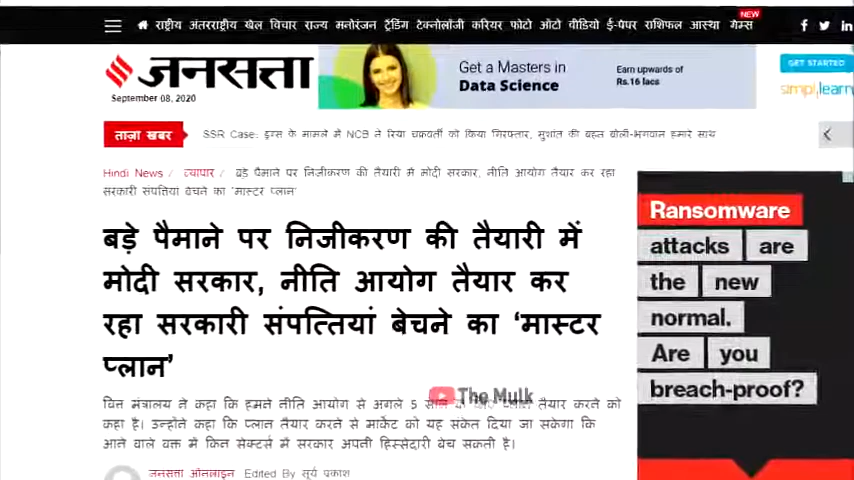 NEW
राष्ट्रीय अंतरराष्ट्रीय खेल विचार राज्य मनोरंजन ट्रेंडिंग टेक्नोलॉजी करियर फोटो ऑटो वीडियो ई-पेपर राशिफल आस्था गेम्स
जनसत्ता
September 08, 2020
Get a Masters in
Data Science
Earn upwards of
Rs.16 lacs
GET STARTED
simplilearn
ताज़ा खबर
SSR Case: ड्रग्स के मामले में NCB ने रिया चक्रवर्ती को किया गिरफ्तार, सुशांत की बहन बोली-भगवान हमारे साथ
Hindi News / व्यापार / बड़े पैमाने पर निजीकरण की तैयारी में मोदी सरकार, नीति आयोग तैयार कर रहा
सरकारी संपत्तियां बेचने का 'मास्टर प्लान'
बड़े पैमाने पर निजीकरण की तैयारी में
मोदी सरकार, नीति आयोग तैयार कर
रहा सरकारी संपत्तियां बेचने का 'मास्टर
प्लान'
The Mulk
वित्त मंत्रालय ने कहा कि हमने नीति आयोग से अगले 5 तैयार करने को
कहा है। उन्होंने कहा कि प्लान तैयार करने से मार्केट को यह संकेत दिया जा सकेगा कि
आने वाले वक्त में किन सेक्टर्स में सरकार अपनी हिस्सेदारी बेच सकती है।
जनसत्ता ऑनलाइन Edited By सूर्य प्रकाश
Ransomware
attacks are
the new
normal.
Are you
breach-proof?